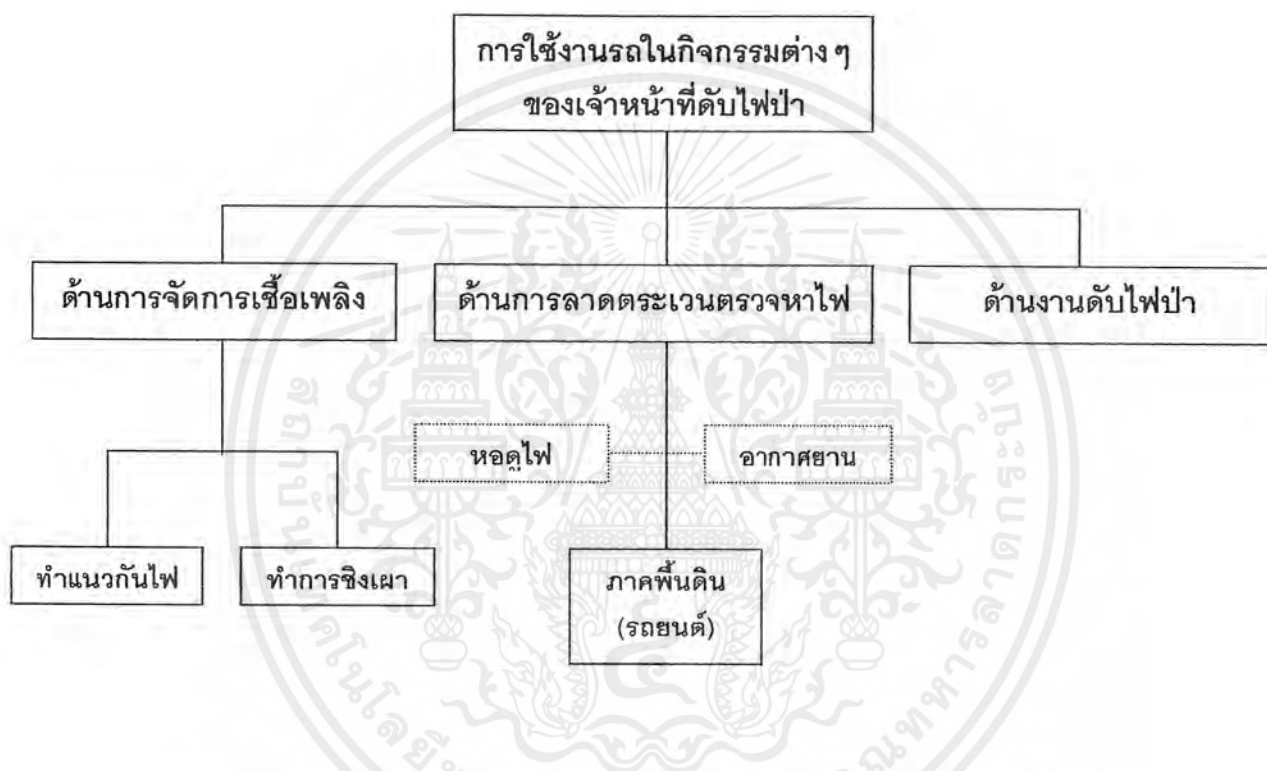 การใช้งานรถในกิจกรรมต่าง ๆ
ของเจ้าหน้าที่ดับไฟป่า
ด้านการจัดการเชื้อเพลิง
ด้านการลาดตระเวนตรวจหาไฟ
ด้านงานดับไฟป่า
หอดูไฟ
อากาศยาน
ทำแนวกันไฟ
ทำการชิงเผา
ภาคพื้นดิน
(รถยนต์)